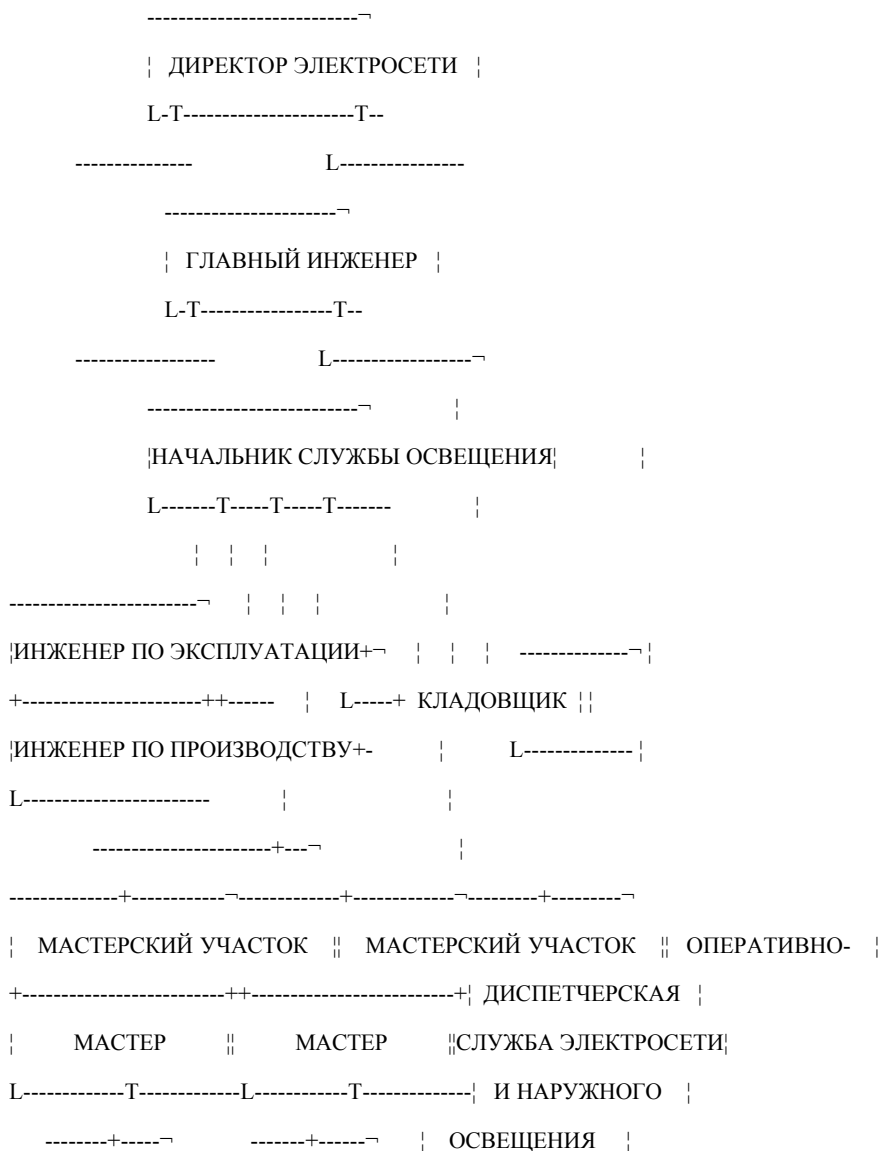 ---------------------------¬
¦ ДИРЕКТОР ЭЛЕКТРОСЕТИ ¦
L-T----------------------T--
--------------- L----------------
----------------------¬
¦ ГЛАВНЫЙ ИНЖЕНЕР ¦
L-T-----------------T--
------------------ L------------------¬
---------------------------¬ ¦
¦НАЧАЛЬНИК СЛУЖБЫ ОСВЕЩЕНИЯ¦ ¦
L-------T-----T-----T------- ¦
¦ ¦ ¦ ¦
------------------------¬ ¦ ¦ ¦ ¦
¦ИНЖЕНЕР ПО ЭКСПЛУАТАЦИИ+¬ ¦ ¦ ¦ --------------¬ ¦
+-----------------------++------ ¦ L-----+ КЛАДОВЩИК ¦¦
¦ИНЖЕНЕР ПО ПРОИЗВОДСТВУ+- ¦ L-------------- ¦
L------------------------ ¦ ¦
-----------------------+---¬ ¦
--------------+------------¬-------------+-------------¬---------+---------¬
¦ МАСТЕРСКИЙ УЧАСТОК ¦¦ МАСТЕРСКИЙ УЧАСТОК ¦¦ ОПЕРАТИВНО- ¦
+--------------------------++--------------------------+¦ ДИСПЕТЧЕРСКАЯ ¦
¦ МАСТЕР ¦¦ МАСТЕР ¦¦СЛУЖБА ЭЛЕКТРОСЕТИ¦
L-------------T-------------L------------T--------------¦ И НАРУЖНОГО ¦
--------+-----¬ -------+------¬ ¦ ОСВЕЩЕНИЯ ¦